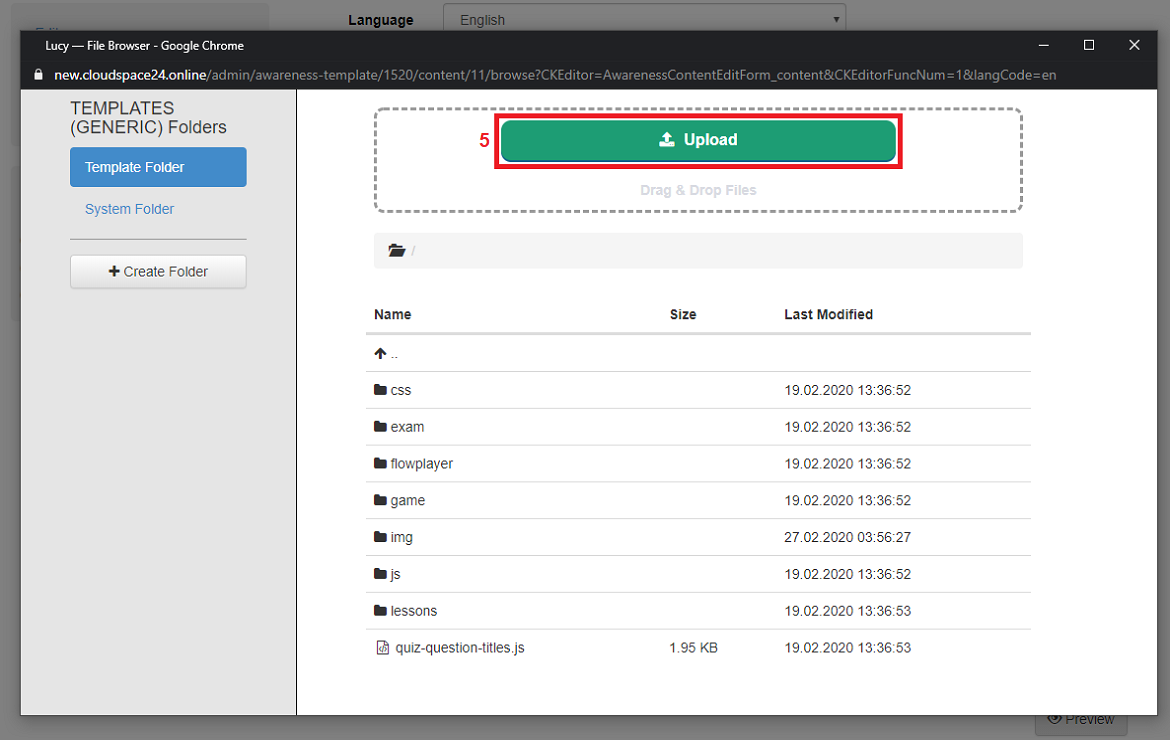 Language English
Lucy — File Browser - Google Chrome
new.cloudspace24.online/admin/awareness-template/1520/content/11/browse?CKEditor=AwarenessContentEditForm_content&CKEditorFuncNum=1&langCode=en
TEMPLATES
(GENERIC) Folders
Template Folder
System Folder
Create Folder
5 Upload
Drag & Drop Files
/
Name Size Last Modified
..
css 19.02.2020 13:36:52
exam 19.02.2020 13:36:52
flowplayer 19.02.2020 13:36:52
game 19.02.2020 13:36:52
img 27.02.2020 03:56:27
js 19.02.2020 13:36:52
lessons 19.02.2020 13:36:53
quiz-question-titles.js 1.95 KB 19.02.2020 13:36:53
Preview